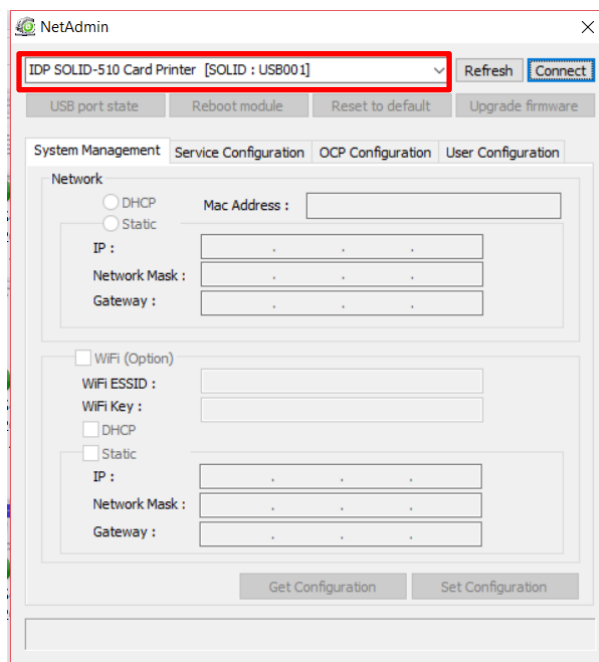 NetAdmin
IDP SOLID-510 Card Printer [SOLID : USB001] Refresh Connect
USB port state Reboot module Reset to default Upgrade firmware
System Management Service Configuration OCP Configuration User Configuration
Network
DHCP Mac Address :
Static
IP : . . .
Network Mask : . . .
Gateway : . . .
WiFi (Option)
WiFi ESSID :
WiFi Key :
DHCP
Static
IP : . . .
Network Mask : . . .
Gateway : . . .
Get Configuration Set Configuration